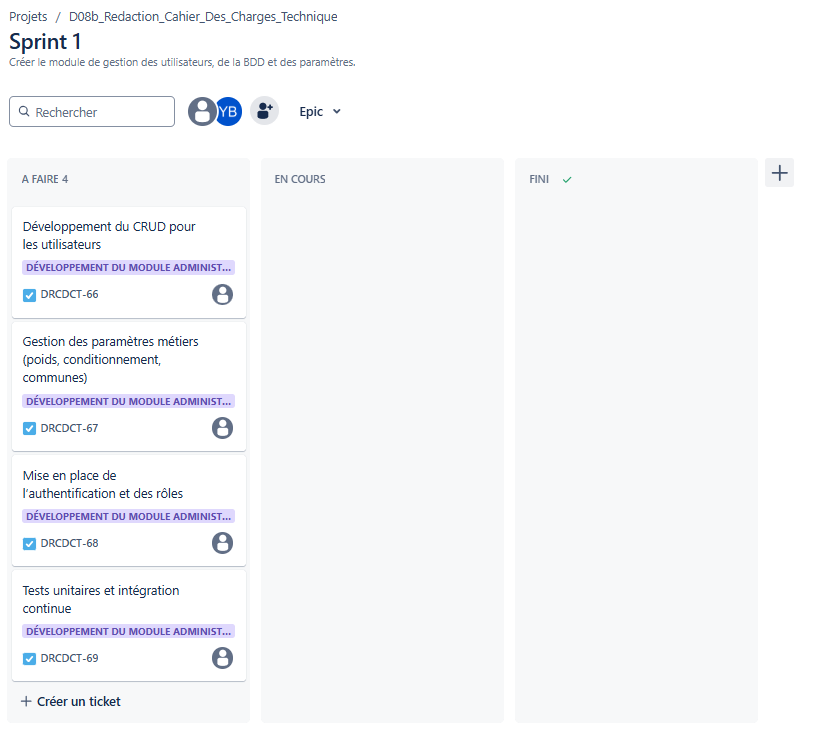 Projets / D08b_Redaction_Cahier_Des_Charges_Technique
Sprint 1
Créer le module de gestion des utilisateurs, de la BDD et des paramètres.
Rechercher
YB
Epic
A FAIRE 4
Développement du CRUD pour
les utilisateurs
DÉVELOPPEMENT DU MODULE ADMINIST...
DRCDCT-66
Gestion des paramètres métiers
(poids, conditionnement,
communes)
DÉVELOPPEMENT DU MODULE ADMINIST...
DRCDCT-67
Mise en place de
l'authentification et des rôles
DÉVELOPPEMENT DU MODULE ADMINIST...
DRCDCT-68
Tests unitaires et intégration
continue
DÉVELOPPEMENT DU MODULE ADMINIST...
DRCDCT-69
+ Créer un ticket
EN COURS
FINI